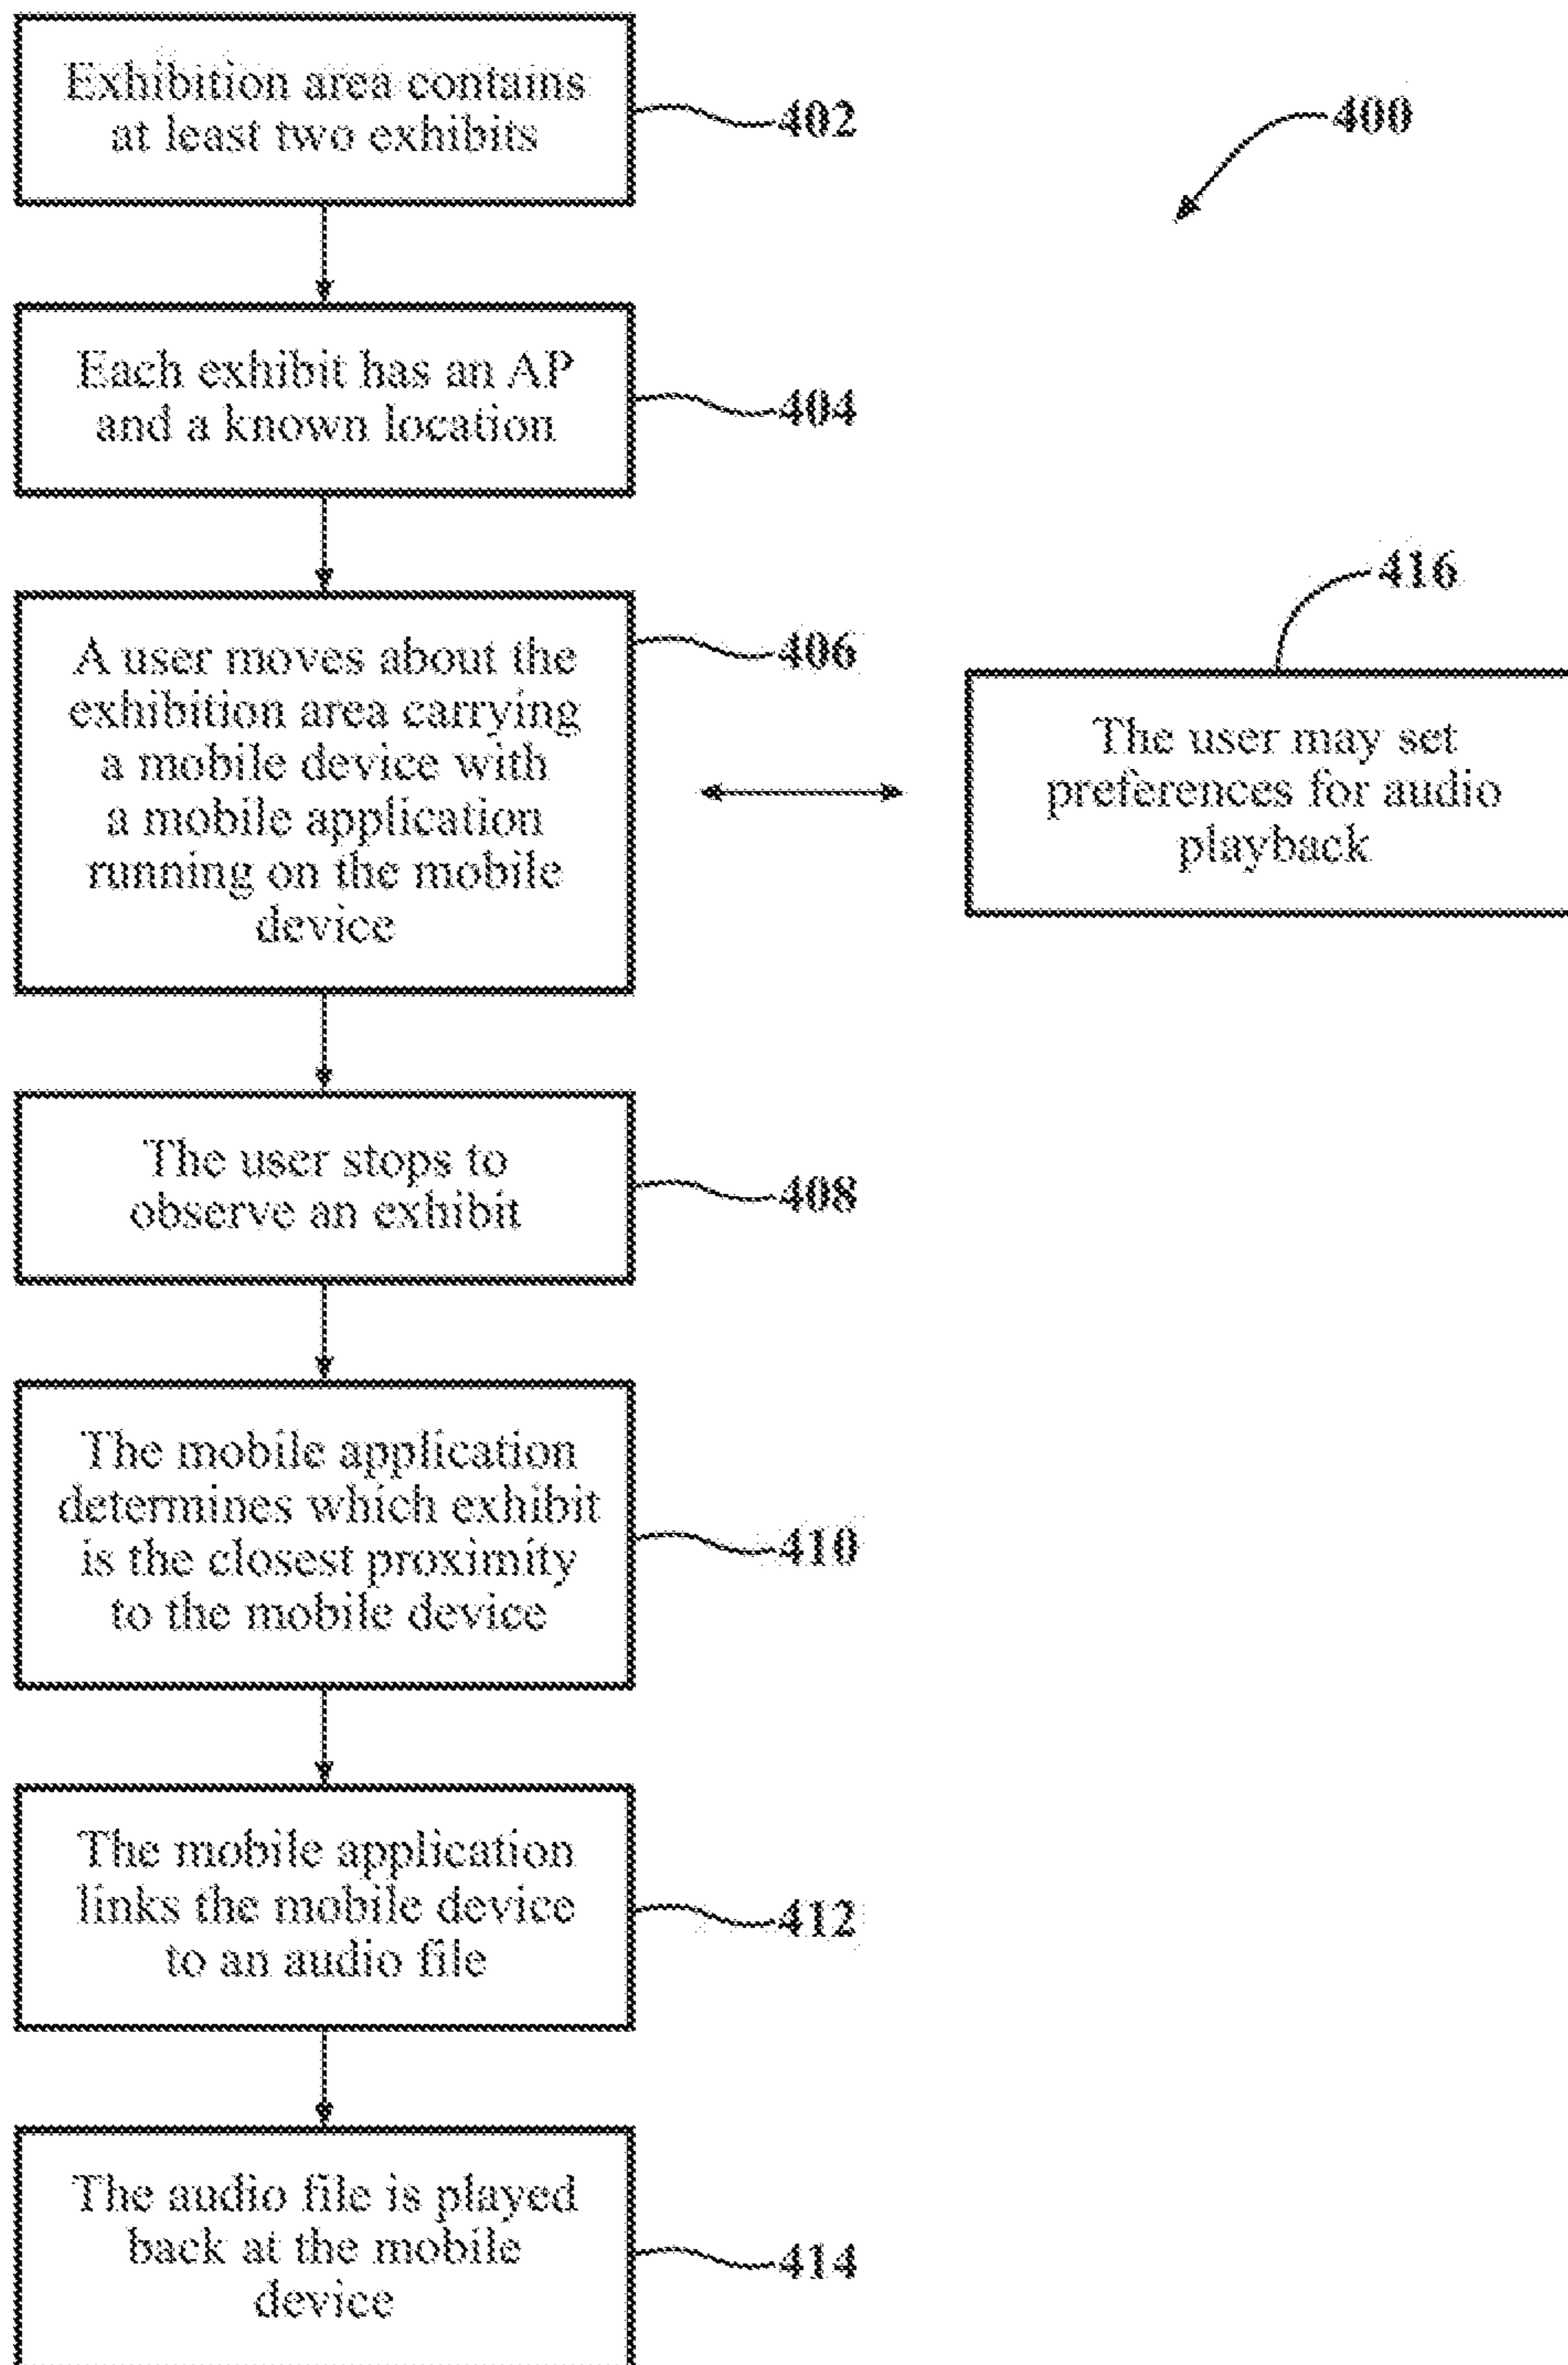 Exhibition area contains
at least two exhibits
402
400
Each exhibit has an AP
and a known location
404
A user moves about the
exhibition area carrying
a mobile device with
a mobile application
running on the mobile
device
406
416
The user may set
preferences for audio
playback
The user stops to
observe an exhibit
408
The mobile application
determines which exhibit
is the closest proximity
to the mobile device
410
The mobile application
links the mobile device
to an audio file
412
The audio file is played
back at the mobile
device
414